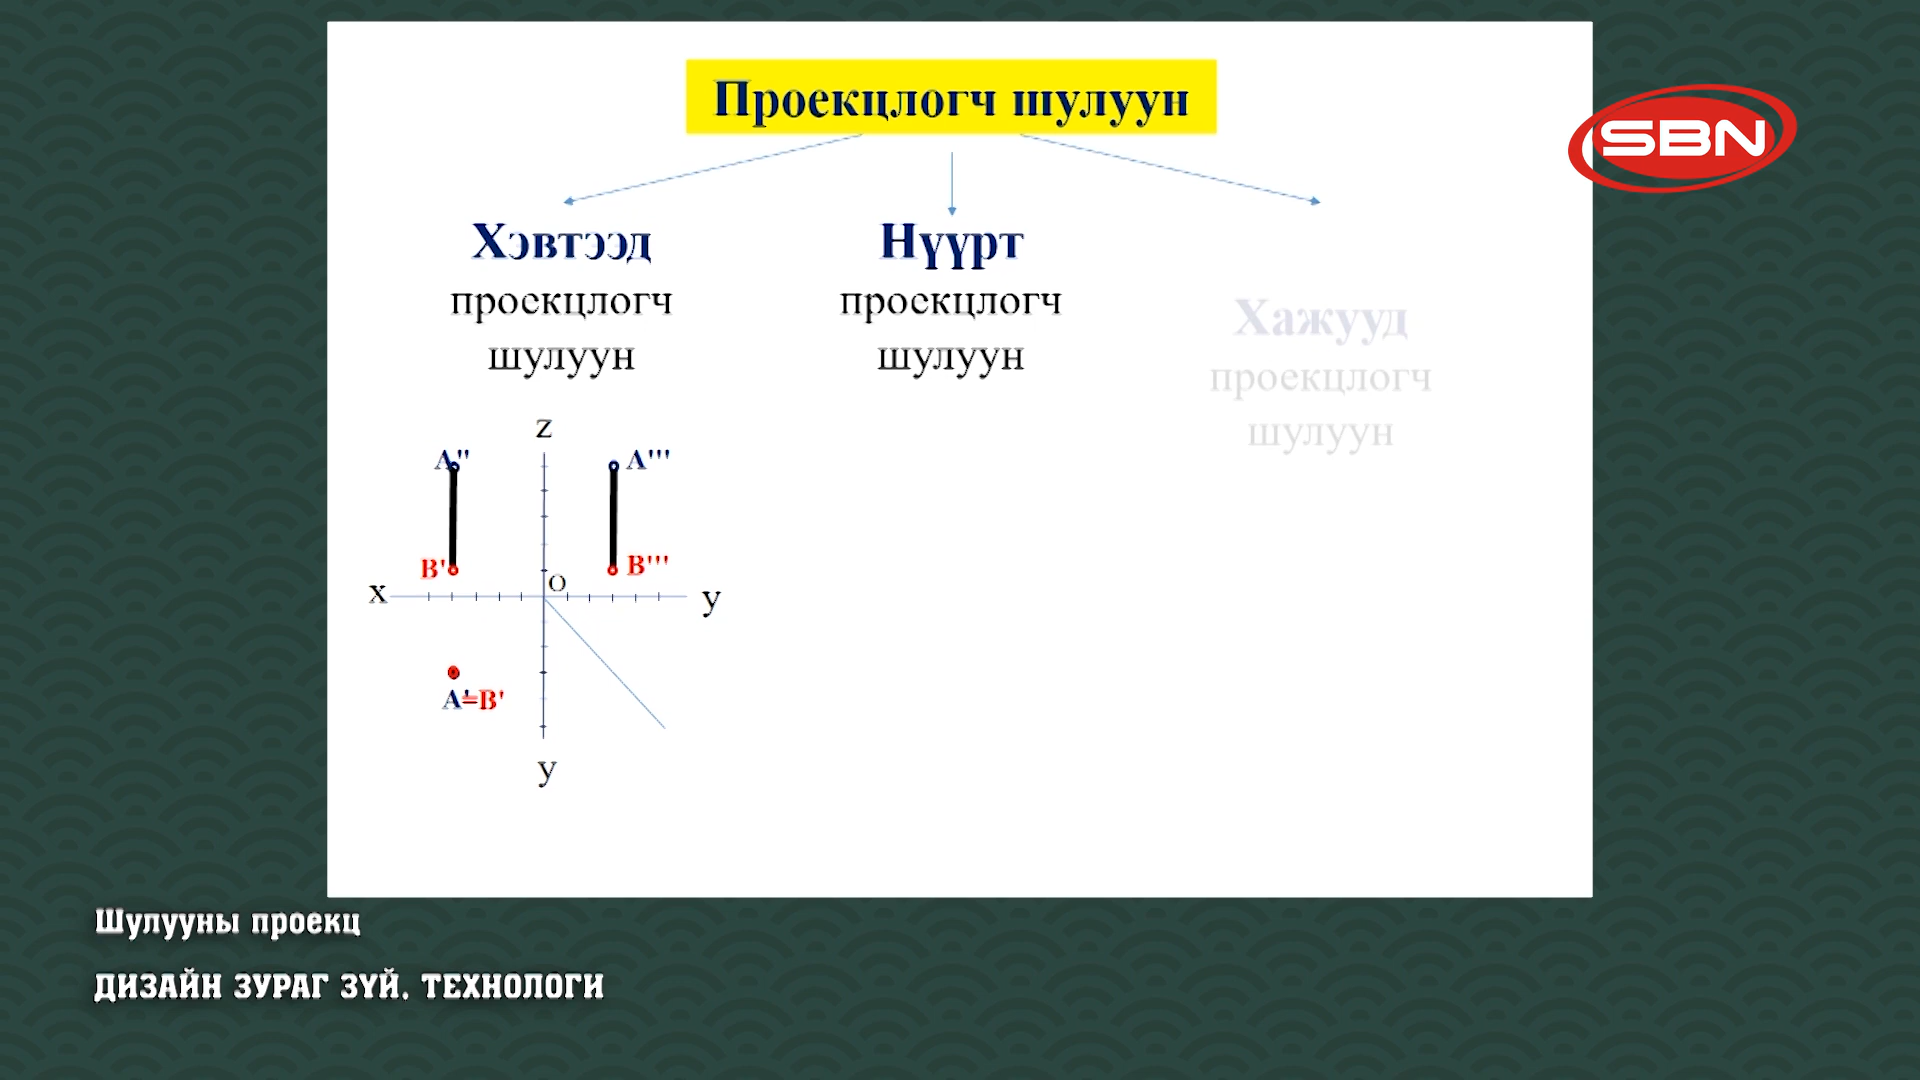 Проекцлогч шулуун
SBN
Хэвтээд
проекцлогч
шулуун
Нүүрт
проекцлогч
шулуун
Хажууд
проекцлогч
шулуун
z
A"
A'''
B'
B'''
O
x
y
A'=B'
y
Шулууны проекц
ДИЗАЙН ЗУРАГ ЗҮЙ, ТЕХНОЛОГИ